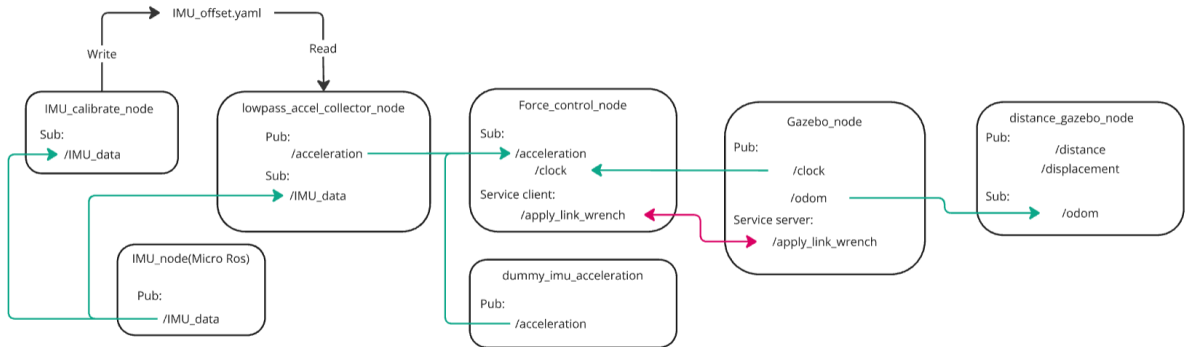 IMU_offset.yaml
Write
Read
IMU_calibrate_node
Sub:
/IMU_data
lowpass_accel_collector_node
Pub:
/acceleration
Sub:
/IMU_data
IMU_node(Micro Ros)
Pub:
/IMU_data
Force_control_node
Sub:
/acceleration
/clock
Service client:
/apply_link_wrench
dummy_imu_acceleration
Pub:
/acceleration
Gazebo_node
Pub:
/clock
/odom
Service server:
/apply_link_wrench
distance_gazebo_node
Pub:
/distance
/displacement
Sub:
/odom